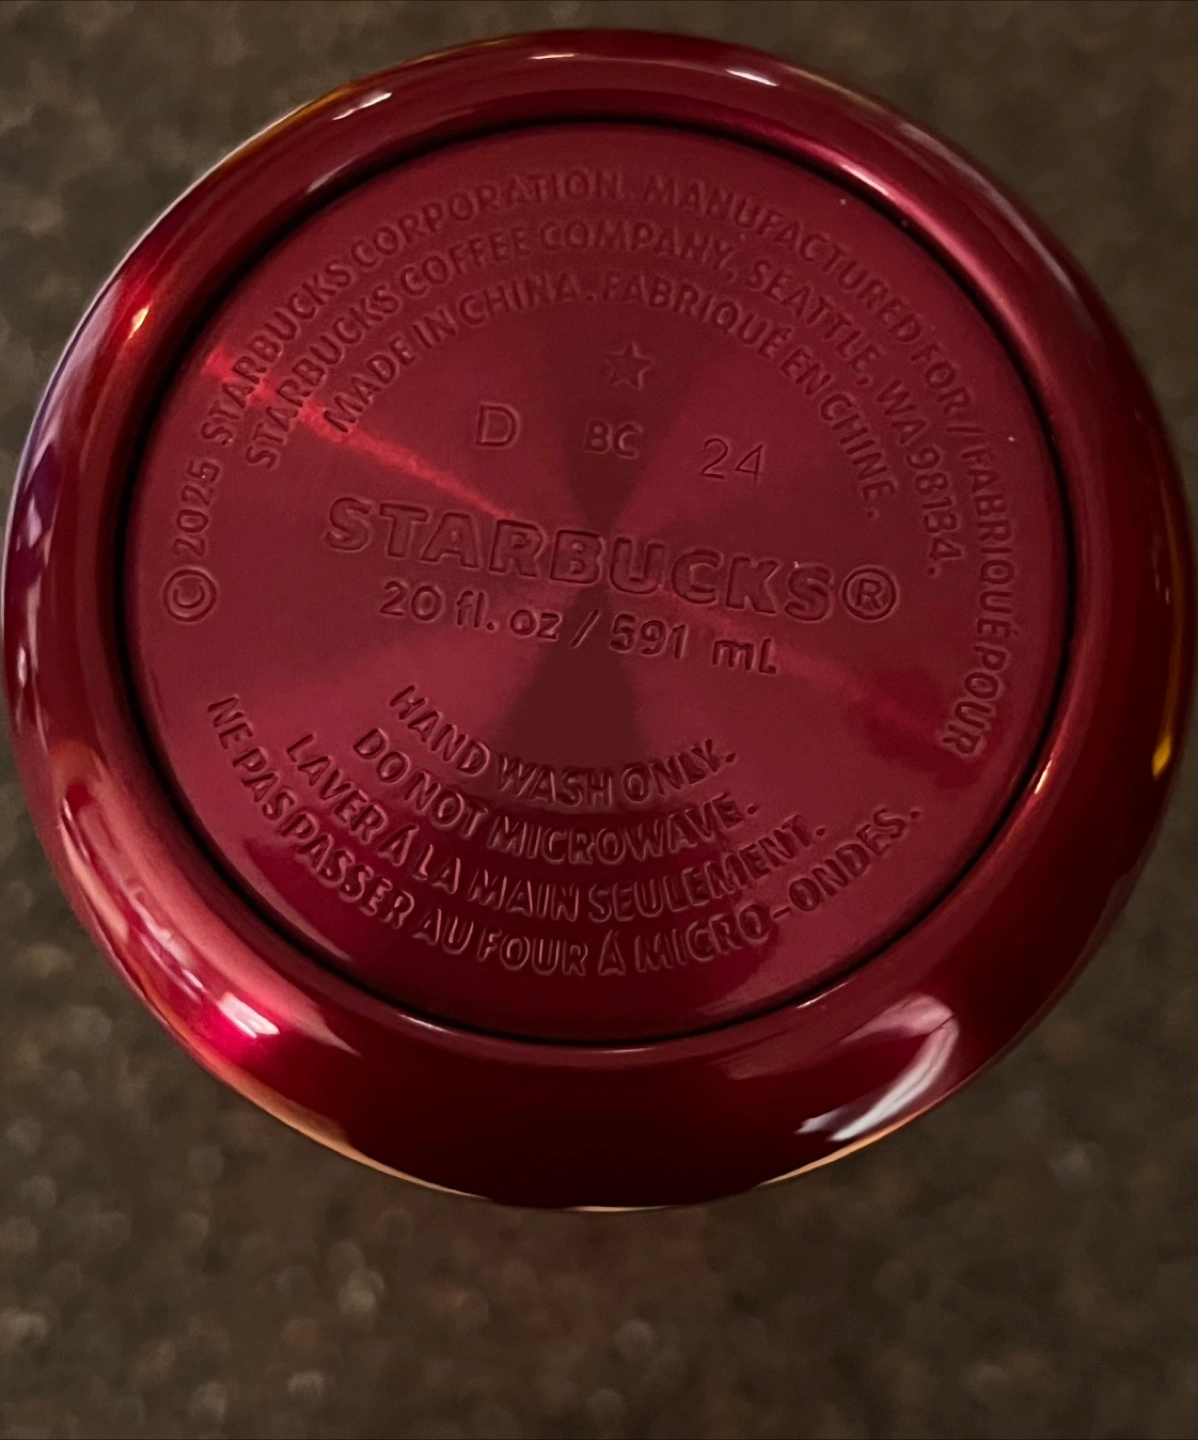 © 2025 STARBUCKS CORPORATION. MANUFACTURED FOR / FABRIQUÉ POUR
STARBUCKS COFFEE COMPANY, SEATTLE, WA 98134.
MADE IN CHINA. FABRIQUÉ EN CHINE.
D BC 24
STARBUCKS®
20 fl. oz / 591 mL
HAND WASH ONLY.
DO NOT MICROWAVE.
LAVER Á LA MAIN SEULEMENT.
NE PAS PASSER AU FOUR Á MICRO-ONDES.